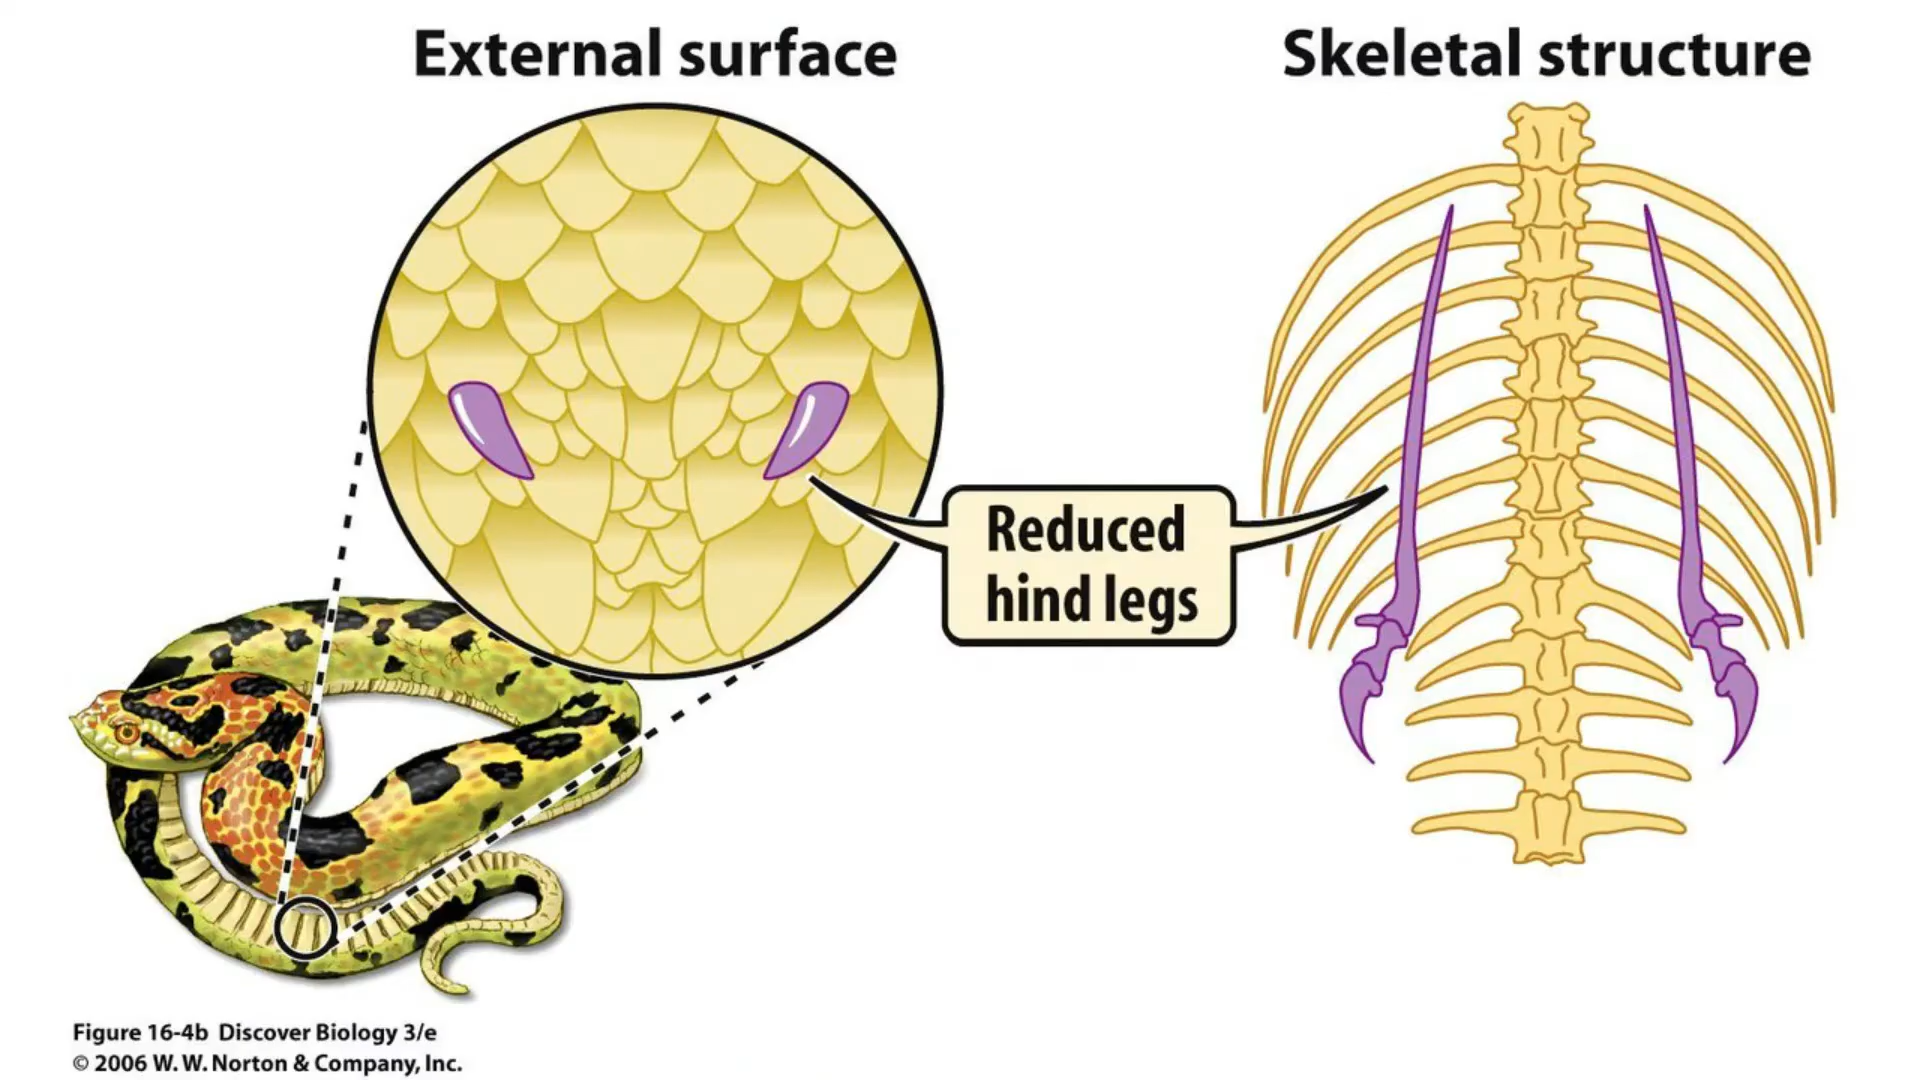 External surface
Skeletal structure
Reduced
hind legs
Figure 16-4b Discover Biology 3/e
© 2006 W. W. Norton & Company, Inc.